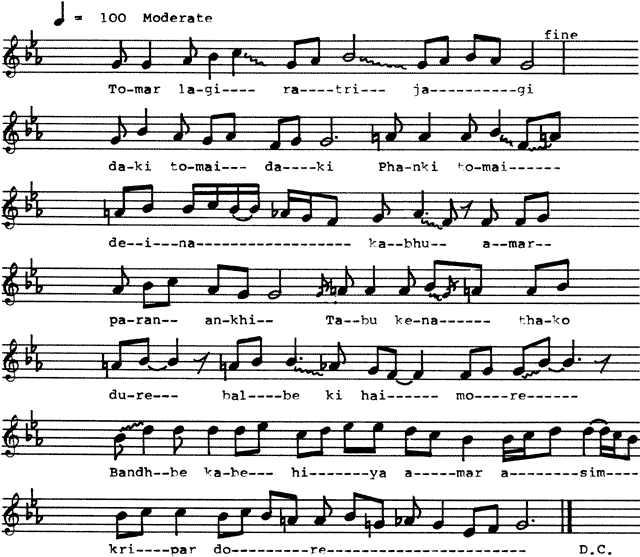 = 100 Moderate
fine
To-mar la-gi---- ra----tri--- ja----------gi
da-ki to-mai--- da----ki Pha-nki to-mai------
de--i--na------------------- ka-bhu-- a-mar--
pa-ran-- an-khi-- Ta-bu ke-na------ tha-ko
du-re--- bal--be ki hai------ mo--re------
Bandh--be ka-be--- hi-------ya a----mar a--------sim----
kri----par do-----re------------------------- D.C.